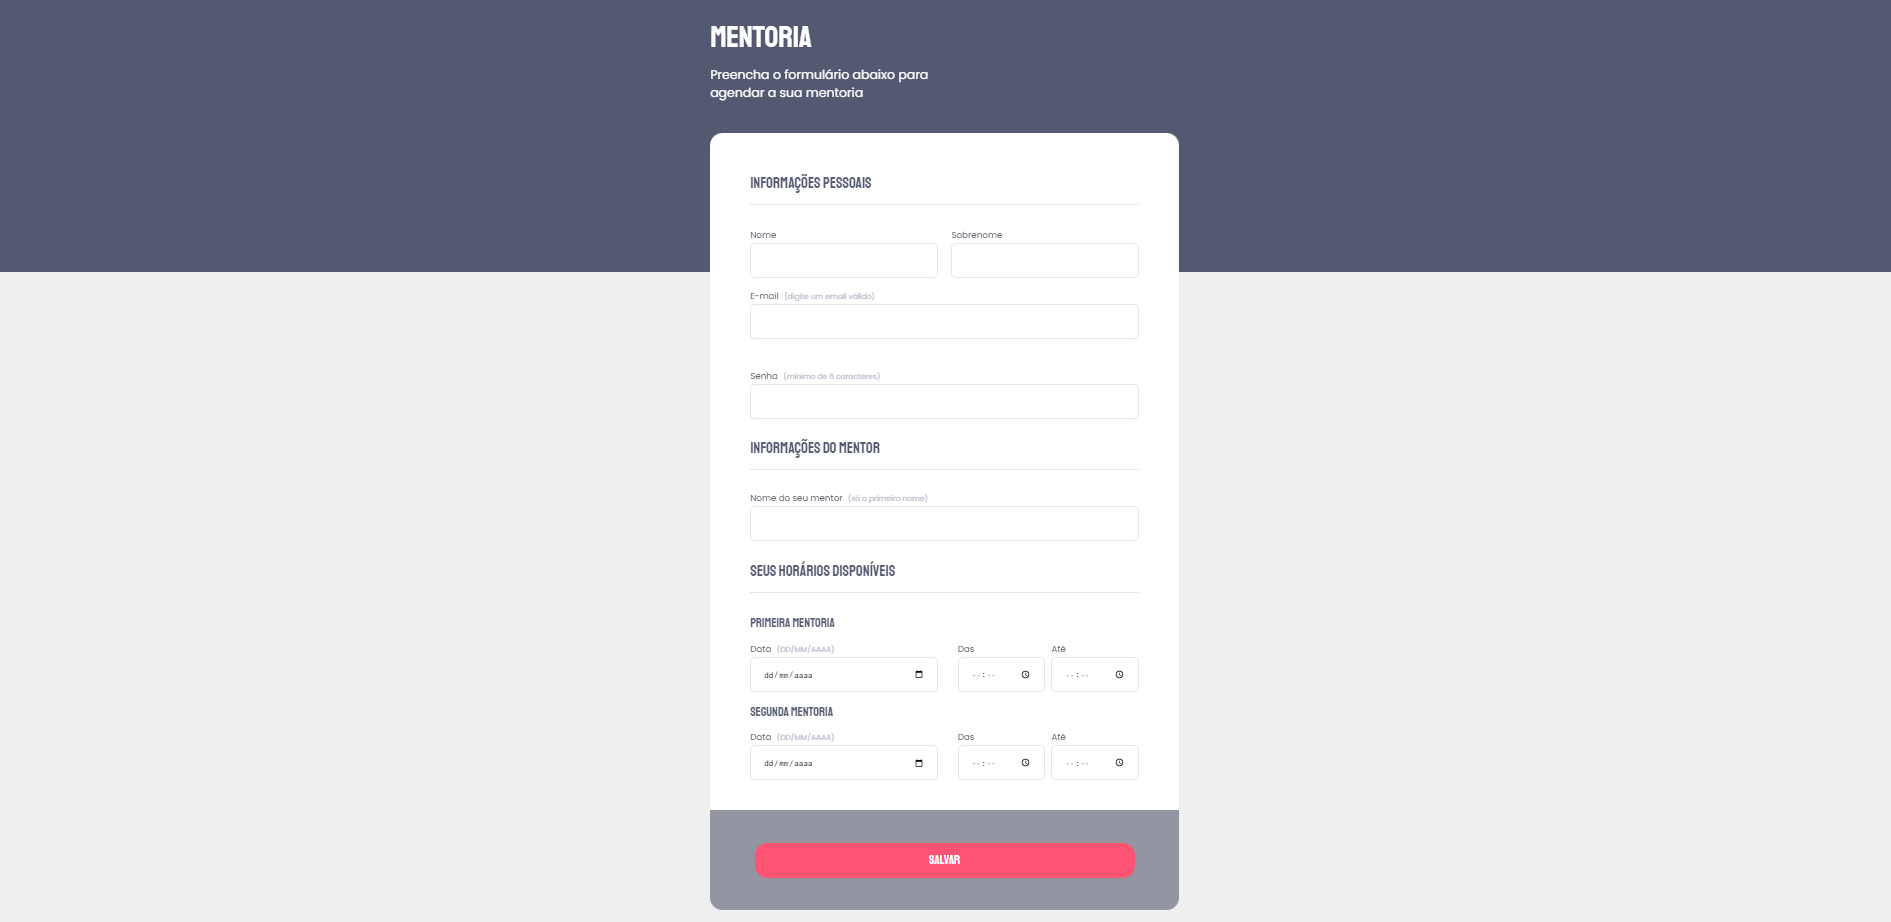 MENTORIA
Preencha o formulário abaixo para
agendar a sua mentoria
INFORMAÇÕES PESSOAIS
Nome Sobrenome
E-mail (digite um email válido)
Senha (mínimo de 6 caracteres)
INFORMAÇÕES DO MENTOR
Nome do seu mentor (só o primeiro nome)
SEUS HORÁRIOS DISPONÍVEIS
PRIMEIRA MENTORIA
Data (DD/MM/AAAA) Das Até
dd/mm/aaaa --:-- --:--
SEGUNDA MENTORIA
Data (DD/MM/AAAA) Das Até
dd/mm/aaaa --:-- --:--
SALVAR